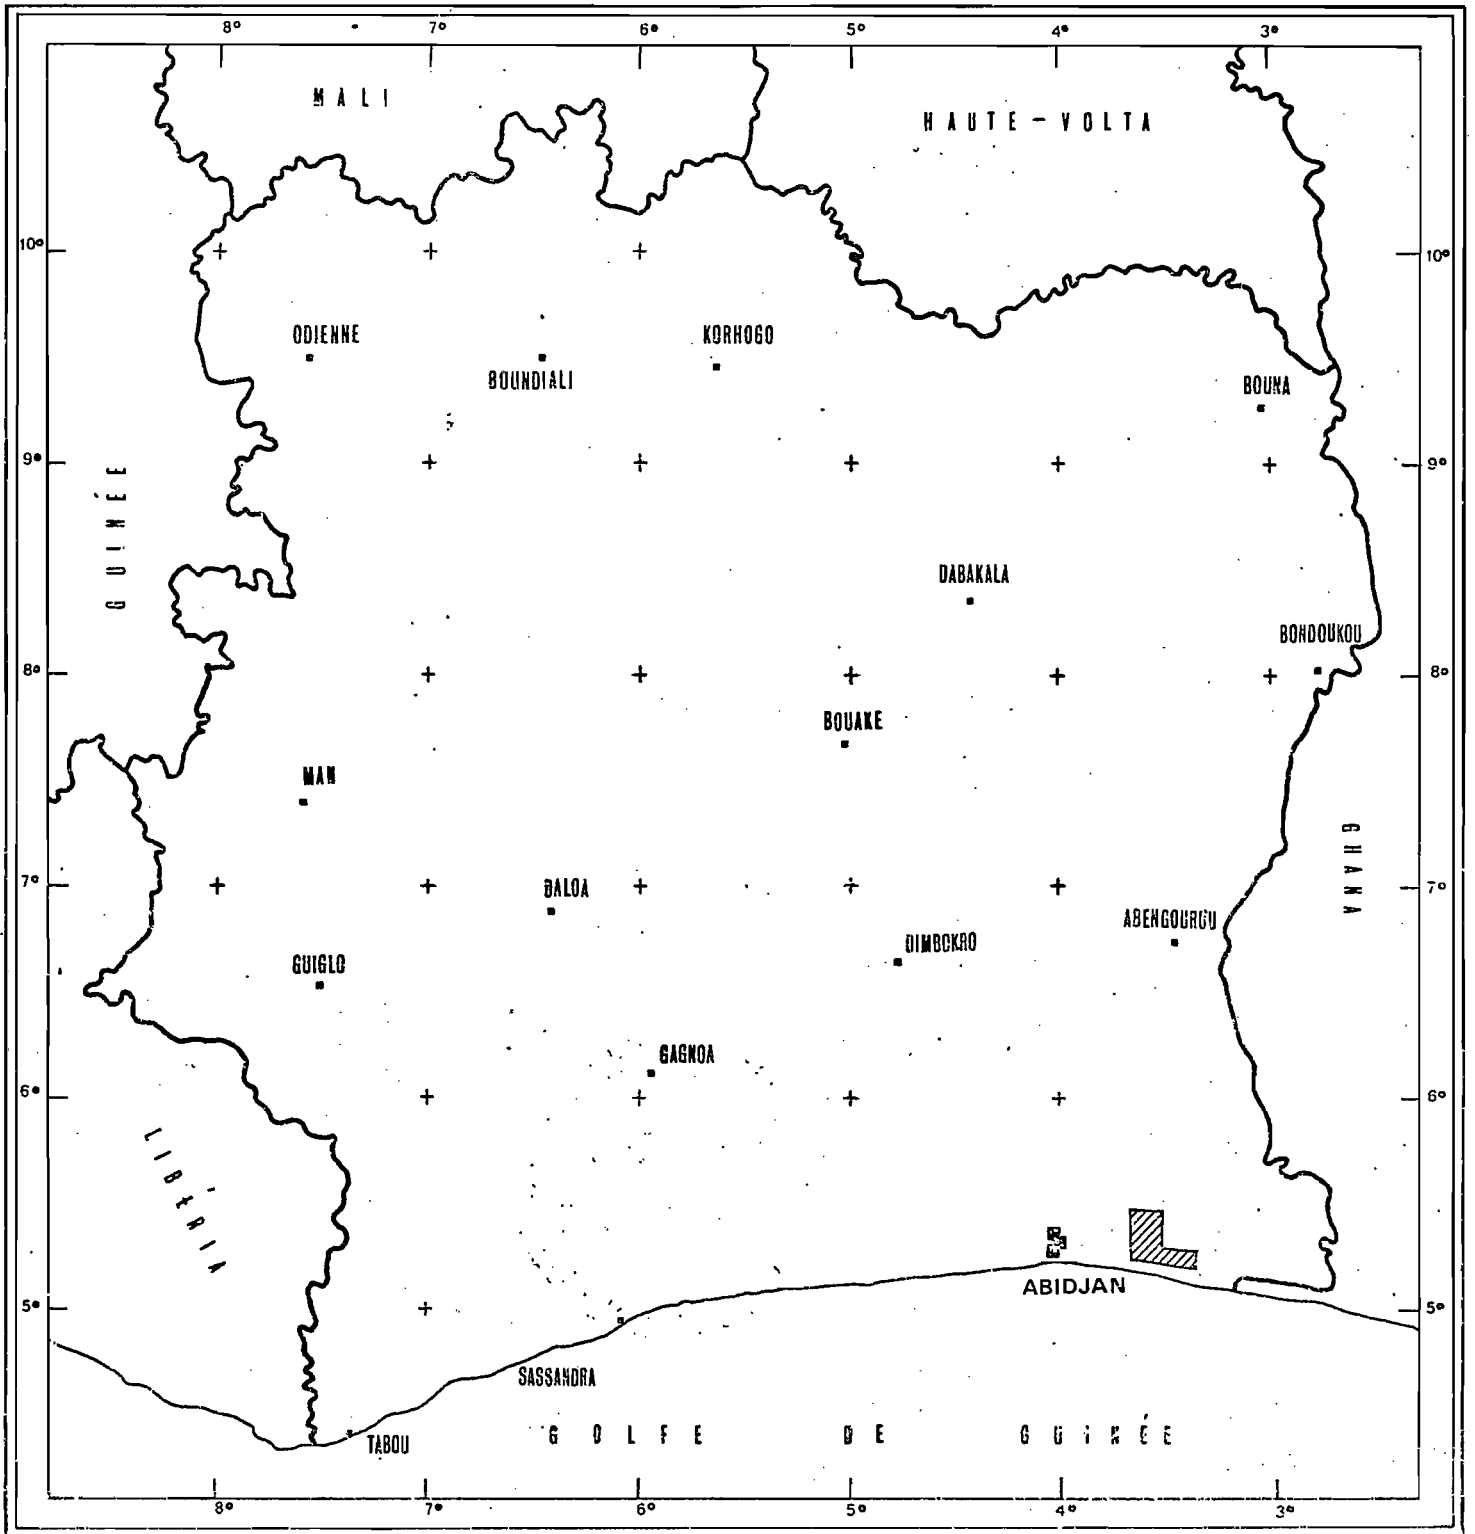 8° 7° 6° 5° 4° 3°
MALI
HAUTE-VOLTA
10° 10°
ODIENNE
KORHOGO
BOUNDIALI
BOUNA
9° 9°
GUINÉE
DABAKALA
BONDOUKOU
8° 8°
BOUAKE
MAN
GHANA
7° 7°
DALOA
ABENGOUROU
DIMBOKRO
GUIGLO
GAGNOA
6° 6°
LIBÉRIA
ABIDJAN
5° 5°
SASSANDRA
TABOU
GOLFE DE GUINÉE
8° 7° 6° 5° 4° 3°